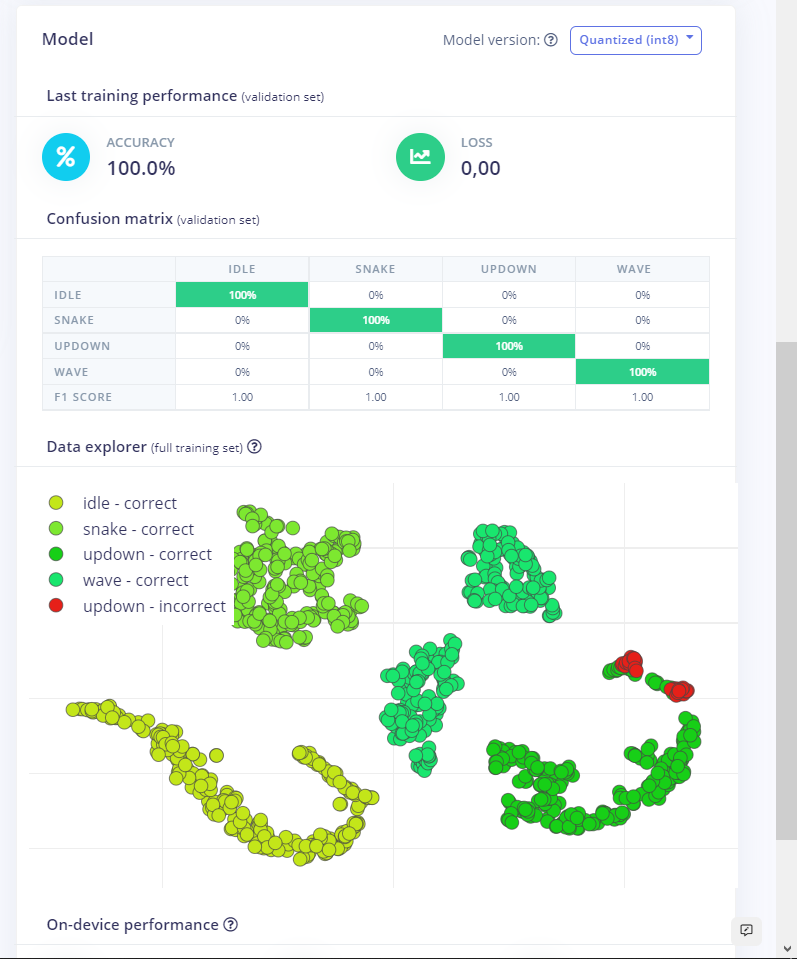 Model
Model version: Quantized (int8)
Last training performance (validation set)
%
ACCURACY
100.0%
LOSS
0,00
Confusion matrix (validation set)
IDLE SNAKE UPDOWN WAVE
IDLE 100% 0% 0% 0%
SNAKE 0% 100% 0% 0%
UPDOWN 0% 0% 100% 0%
WAVE 0% 0% 0% 100%
F1 SCORE 1.00 1.00 1.00 1.00
Data explorer (full training set) ?
idle - correct
snake - correct
updown - correct
wave - correct
updown - incorrect
On-device performance ?